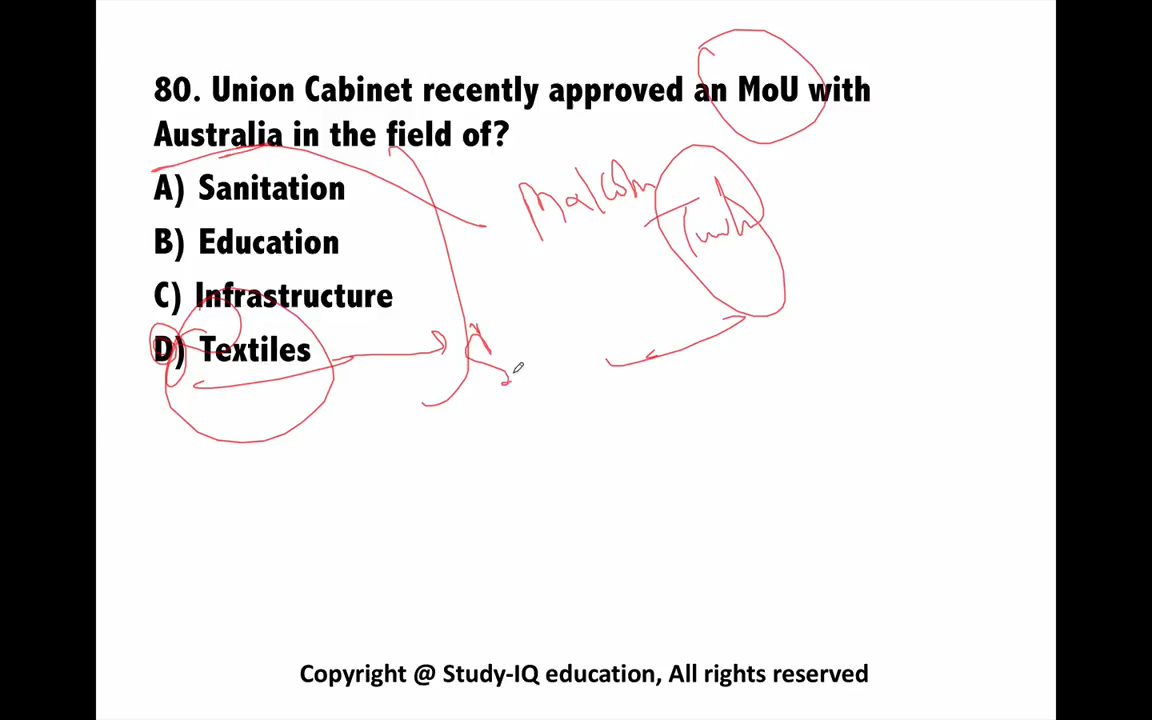 80. Union Cabinet recently approved an MoU with
Australia in the field of?
A) Sanitation
B) Education
C) Infrastructure
D) Textiles
Malcolm
Copyright @ Study-IQ education, All rights reserved